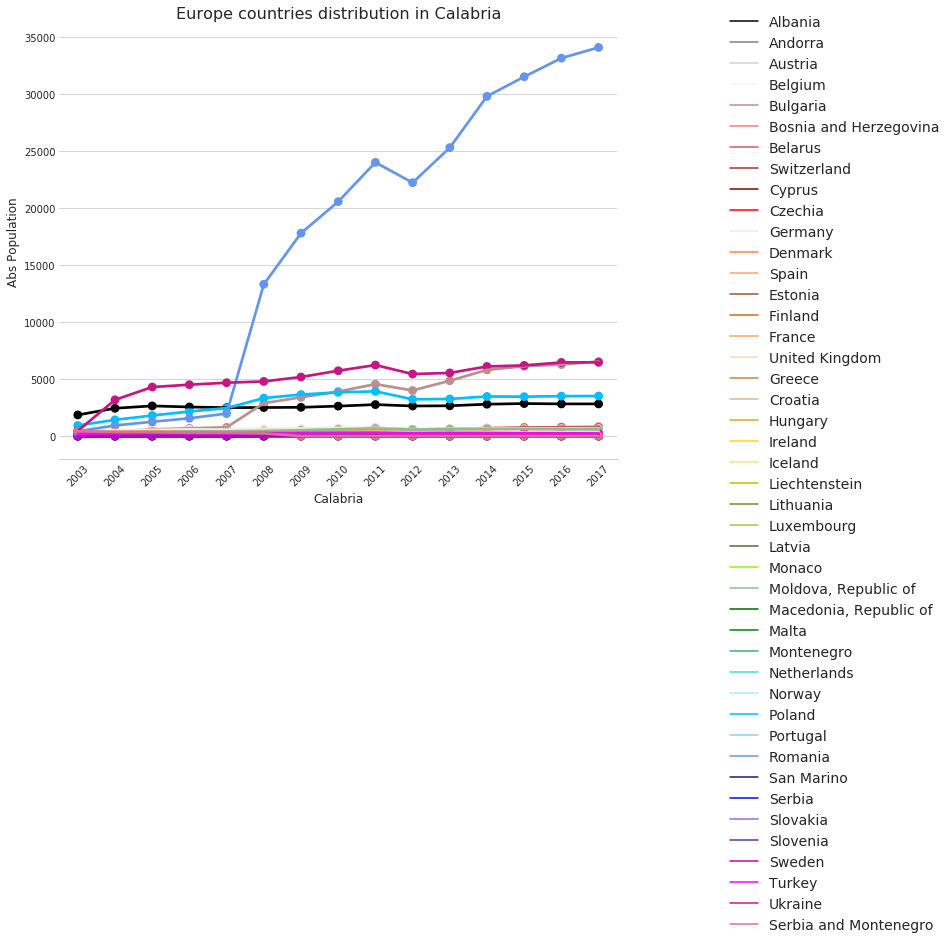 Europe countries distribution in Calabria
35000
30000
25000
20000
15000
10000
5000
0
Abs Population
2003
2004
2005
2006
2007
2008
2009
2010
2011
2012
2013
2014
2015
2016
2017
Calabria
Albania
Andorra
Austria
Belgium
Bulgaria
Bosnia and Herzegovina
Belarus
Switzerland
Cyprus
Czechia
Germany
Denmark
Spain
Estonia
Finland
France
United Kingdom
Greece
Croatia
Hungary
Ireland
Iceland
Liechtenstein
Lithuania
Luxembourg
Latvia
Monaco
Moldova, Republic of
Macedonia, Republic of
Malta
Montenegro
Netherlands
Norway
Poland
Portugal
Romania
San Marino
Serbia
Slovakia
Slovenia
Sweden
Turkey
Ukraine
Serbia and Montenegro